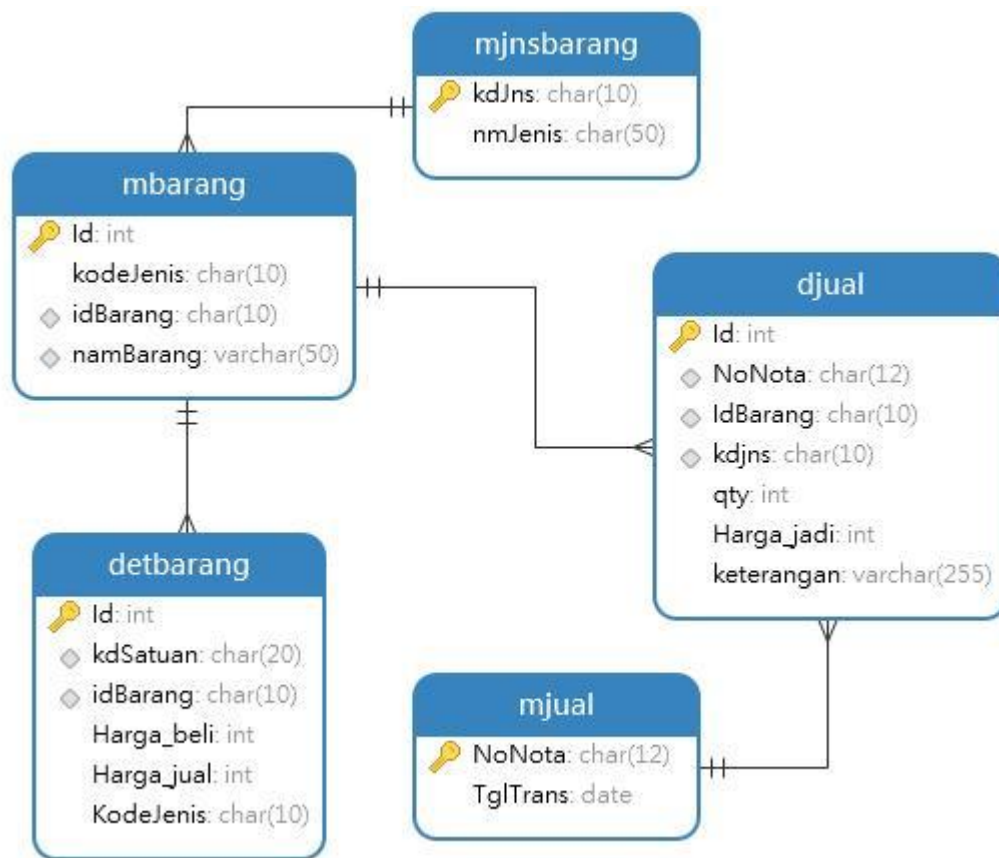 mjnsbarang
kdJns: char(10)
nmJenis: char(50)
mbarang
Id: int
kodeJenis: char(10)
idBarang: char(10)
namBarang: varchar(50)
djual
Id: int
NoNota: char(12)
IdBarang: char(10)
kdjns: char(10)
qty: int
Harga_jadi: int
keterangan: varchar(255)
detbarang
Id: int
kdSatuan: char(20)
idBarang: char(10)
Harga_beli: int
Harga_jual: int
KodeJenis: char(10)
mjual
NoNota: char(12)
TglTrans: date